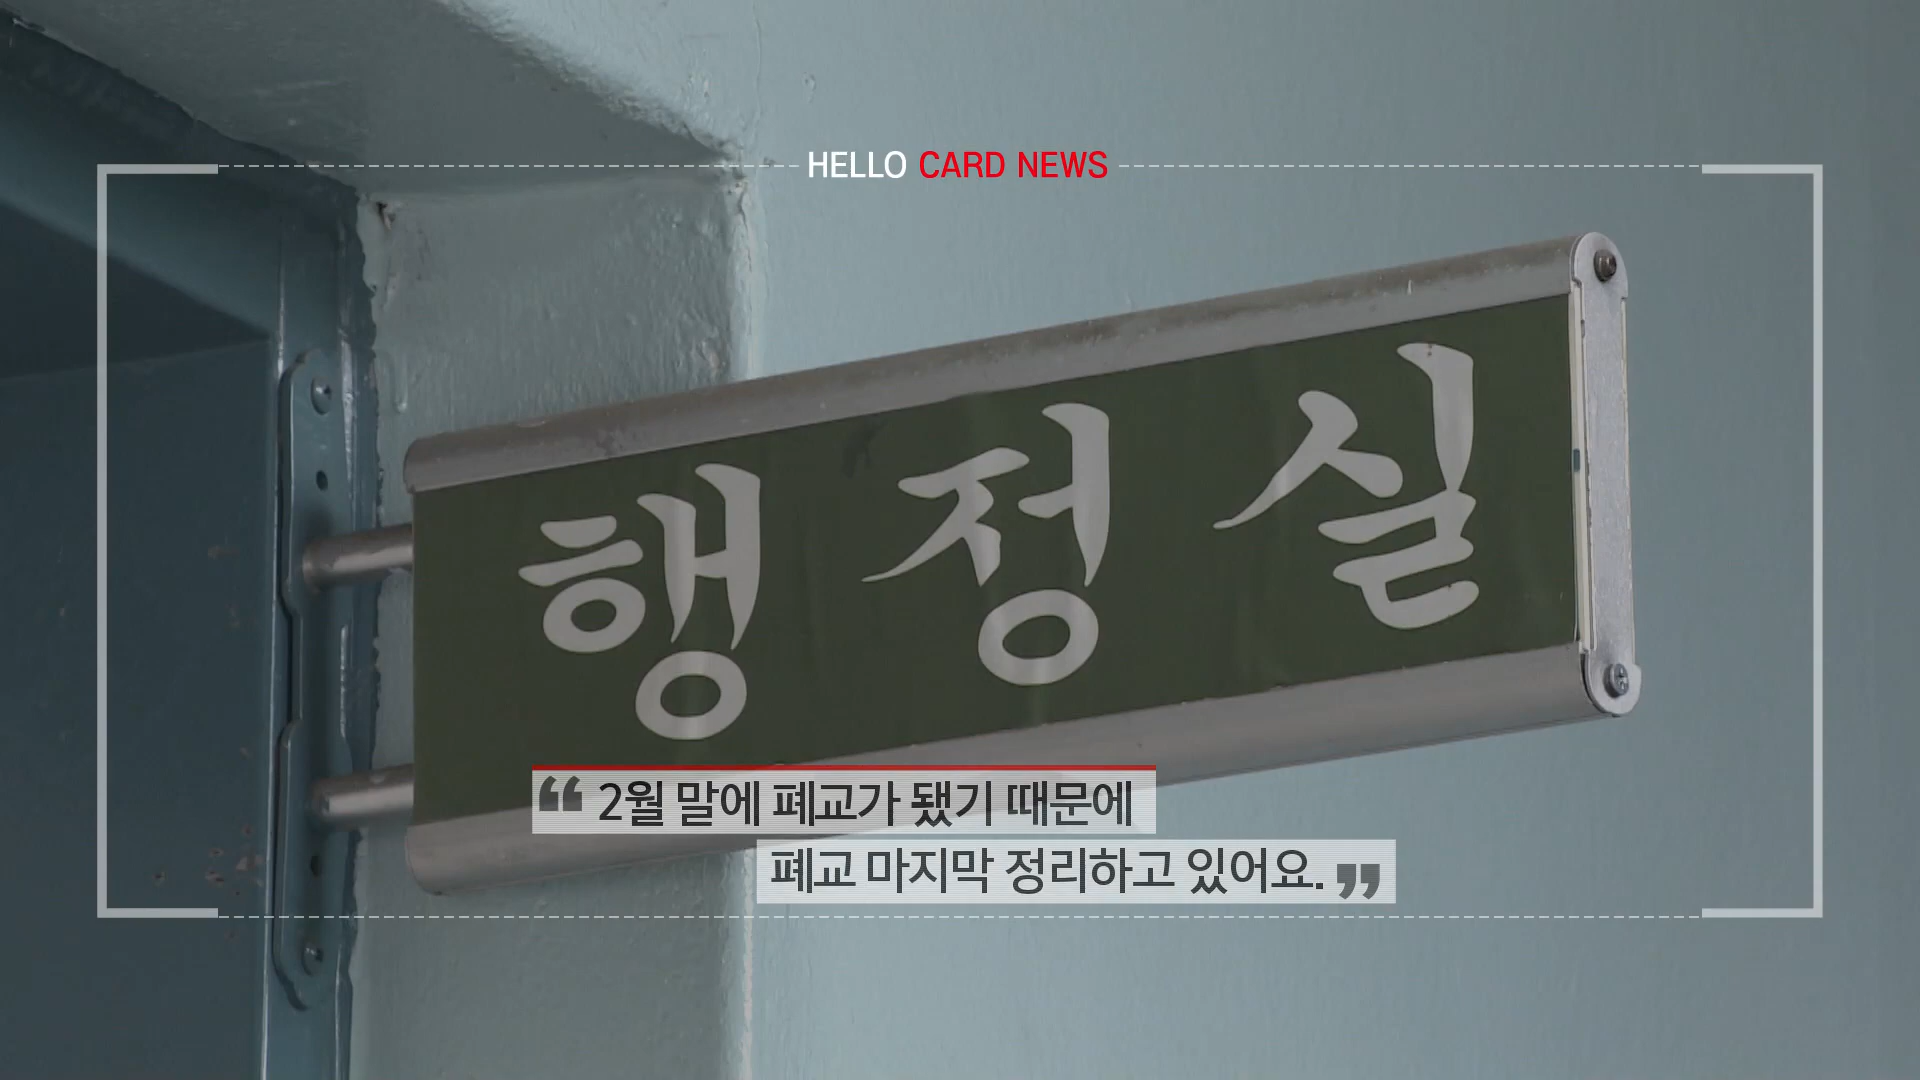 HELLO CARD NEWS
행정실
“ 2월 말에 폐교가 됐기 때문에
폐교 마지막 정리하고 있어요. ”